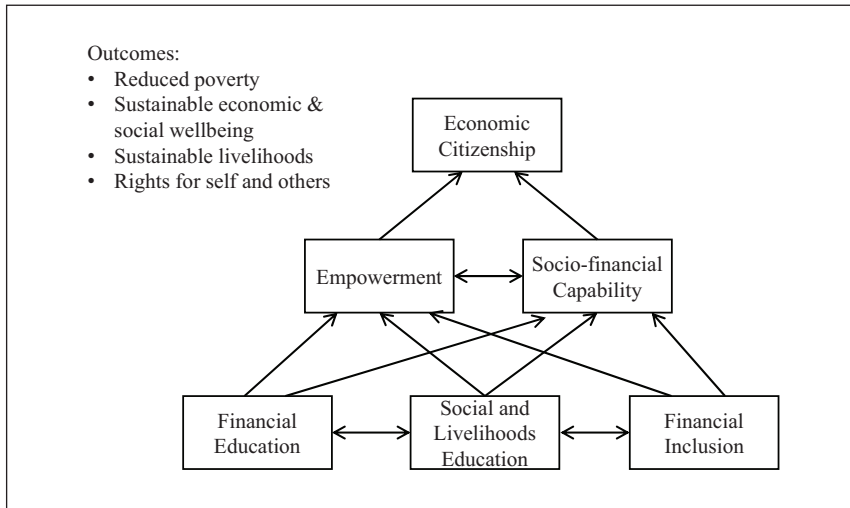 Outcomes:
• Reduced poverty
• Sustainable economic &
social wellbeing
• Sustainable livelihoods
• Rights for self and others
Economic
Citizenship
Empowerment
Socio-financial
Capability
Financial
Education
Social and
Livelihoods
Education
Financial
Inclusion